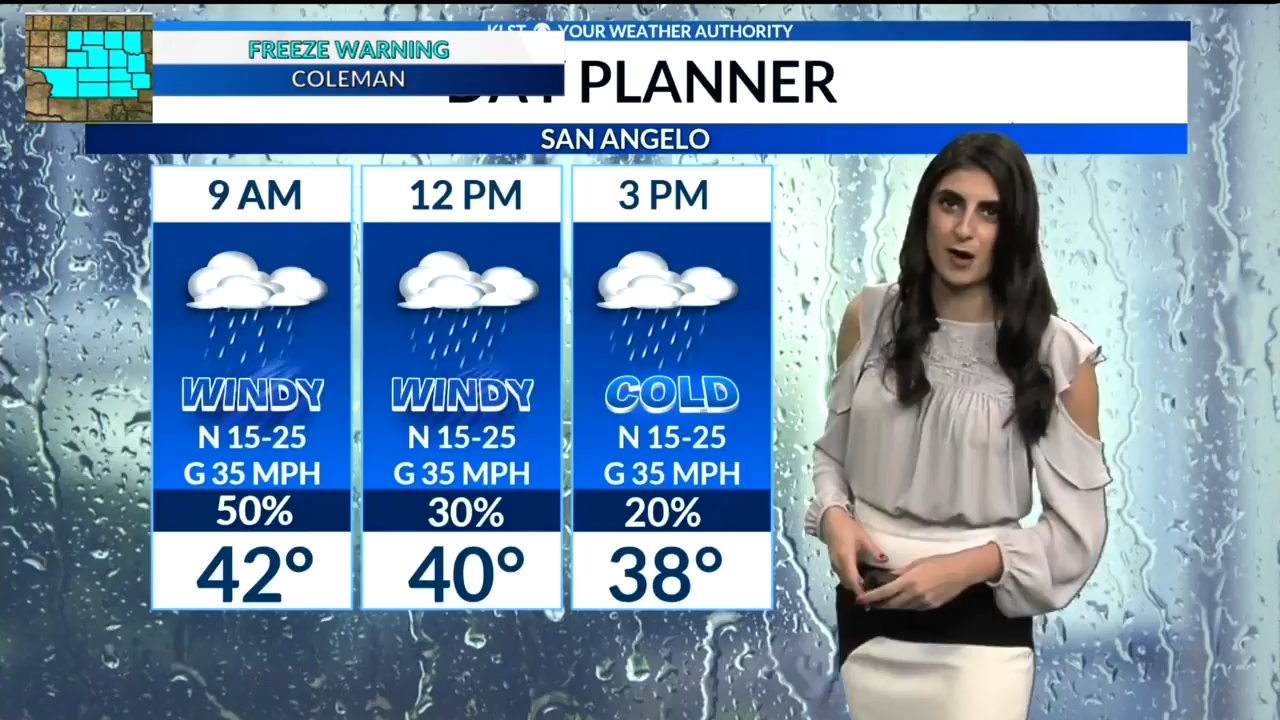 KLST YOUR WEATHER AUTHORITY
FREEZE WARNING
COLEMAN
PLANNER
SAN ANGELO
9 AM
WINDY
N 15-25
G 35 MPH
50%
42°
12 PM
WINDY
N 15-25
G 35 MPH
30%
40°
3 PM
COLD
N 15-25
G 35 MPH
20%
38°